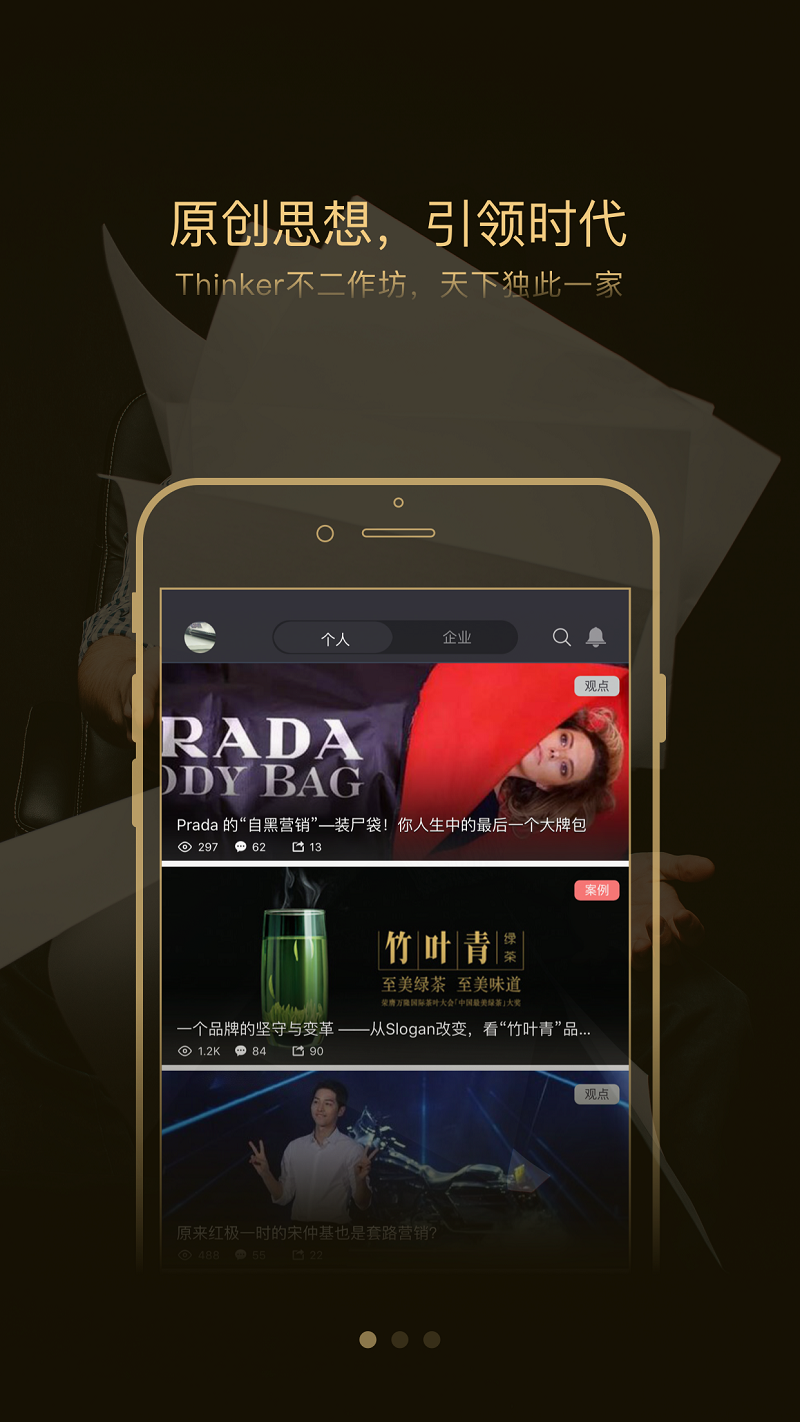 原创思想，引领时代
Thinker不二作坊，天下独此一家
个人
企业
观点
RADA
ODY BAG
Prada 的“自黑营销”—装尸袋！你人生中的最后一个大牌包
297 62 13
案例
竹叶青
绿茶
至美绿茶 至美味道
荣膺万隆国际茶叶大会「中国最美绿茶」大奖
一个品牌的坚守与变革 ——从Slogan改变，看“竹叶青”品...
1.2K 84 90
观点
原来红极一时的宋仲基也是套路营销？
488 55 22